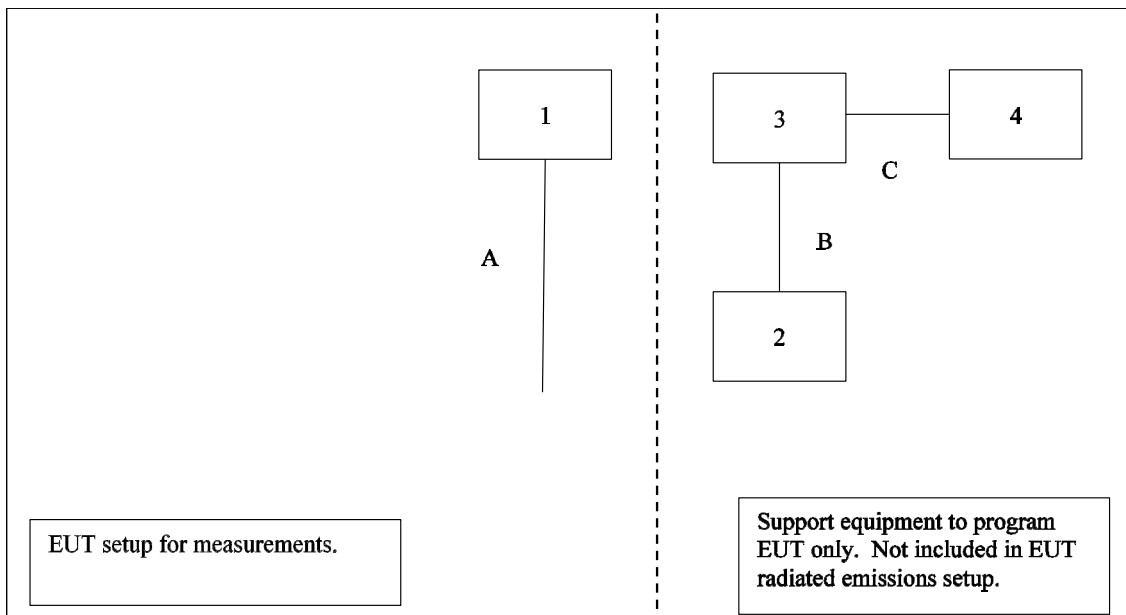 1
3
4
C
A
B
2
EUT setup for measurements.
Support equipment to program
EUT only.  Not included in EUT
radiated emissions setup.